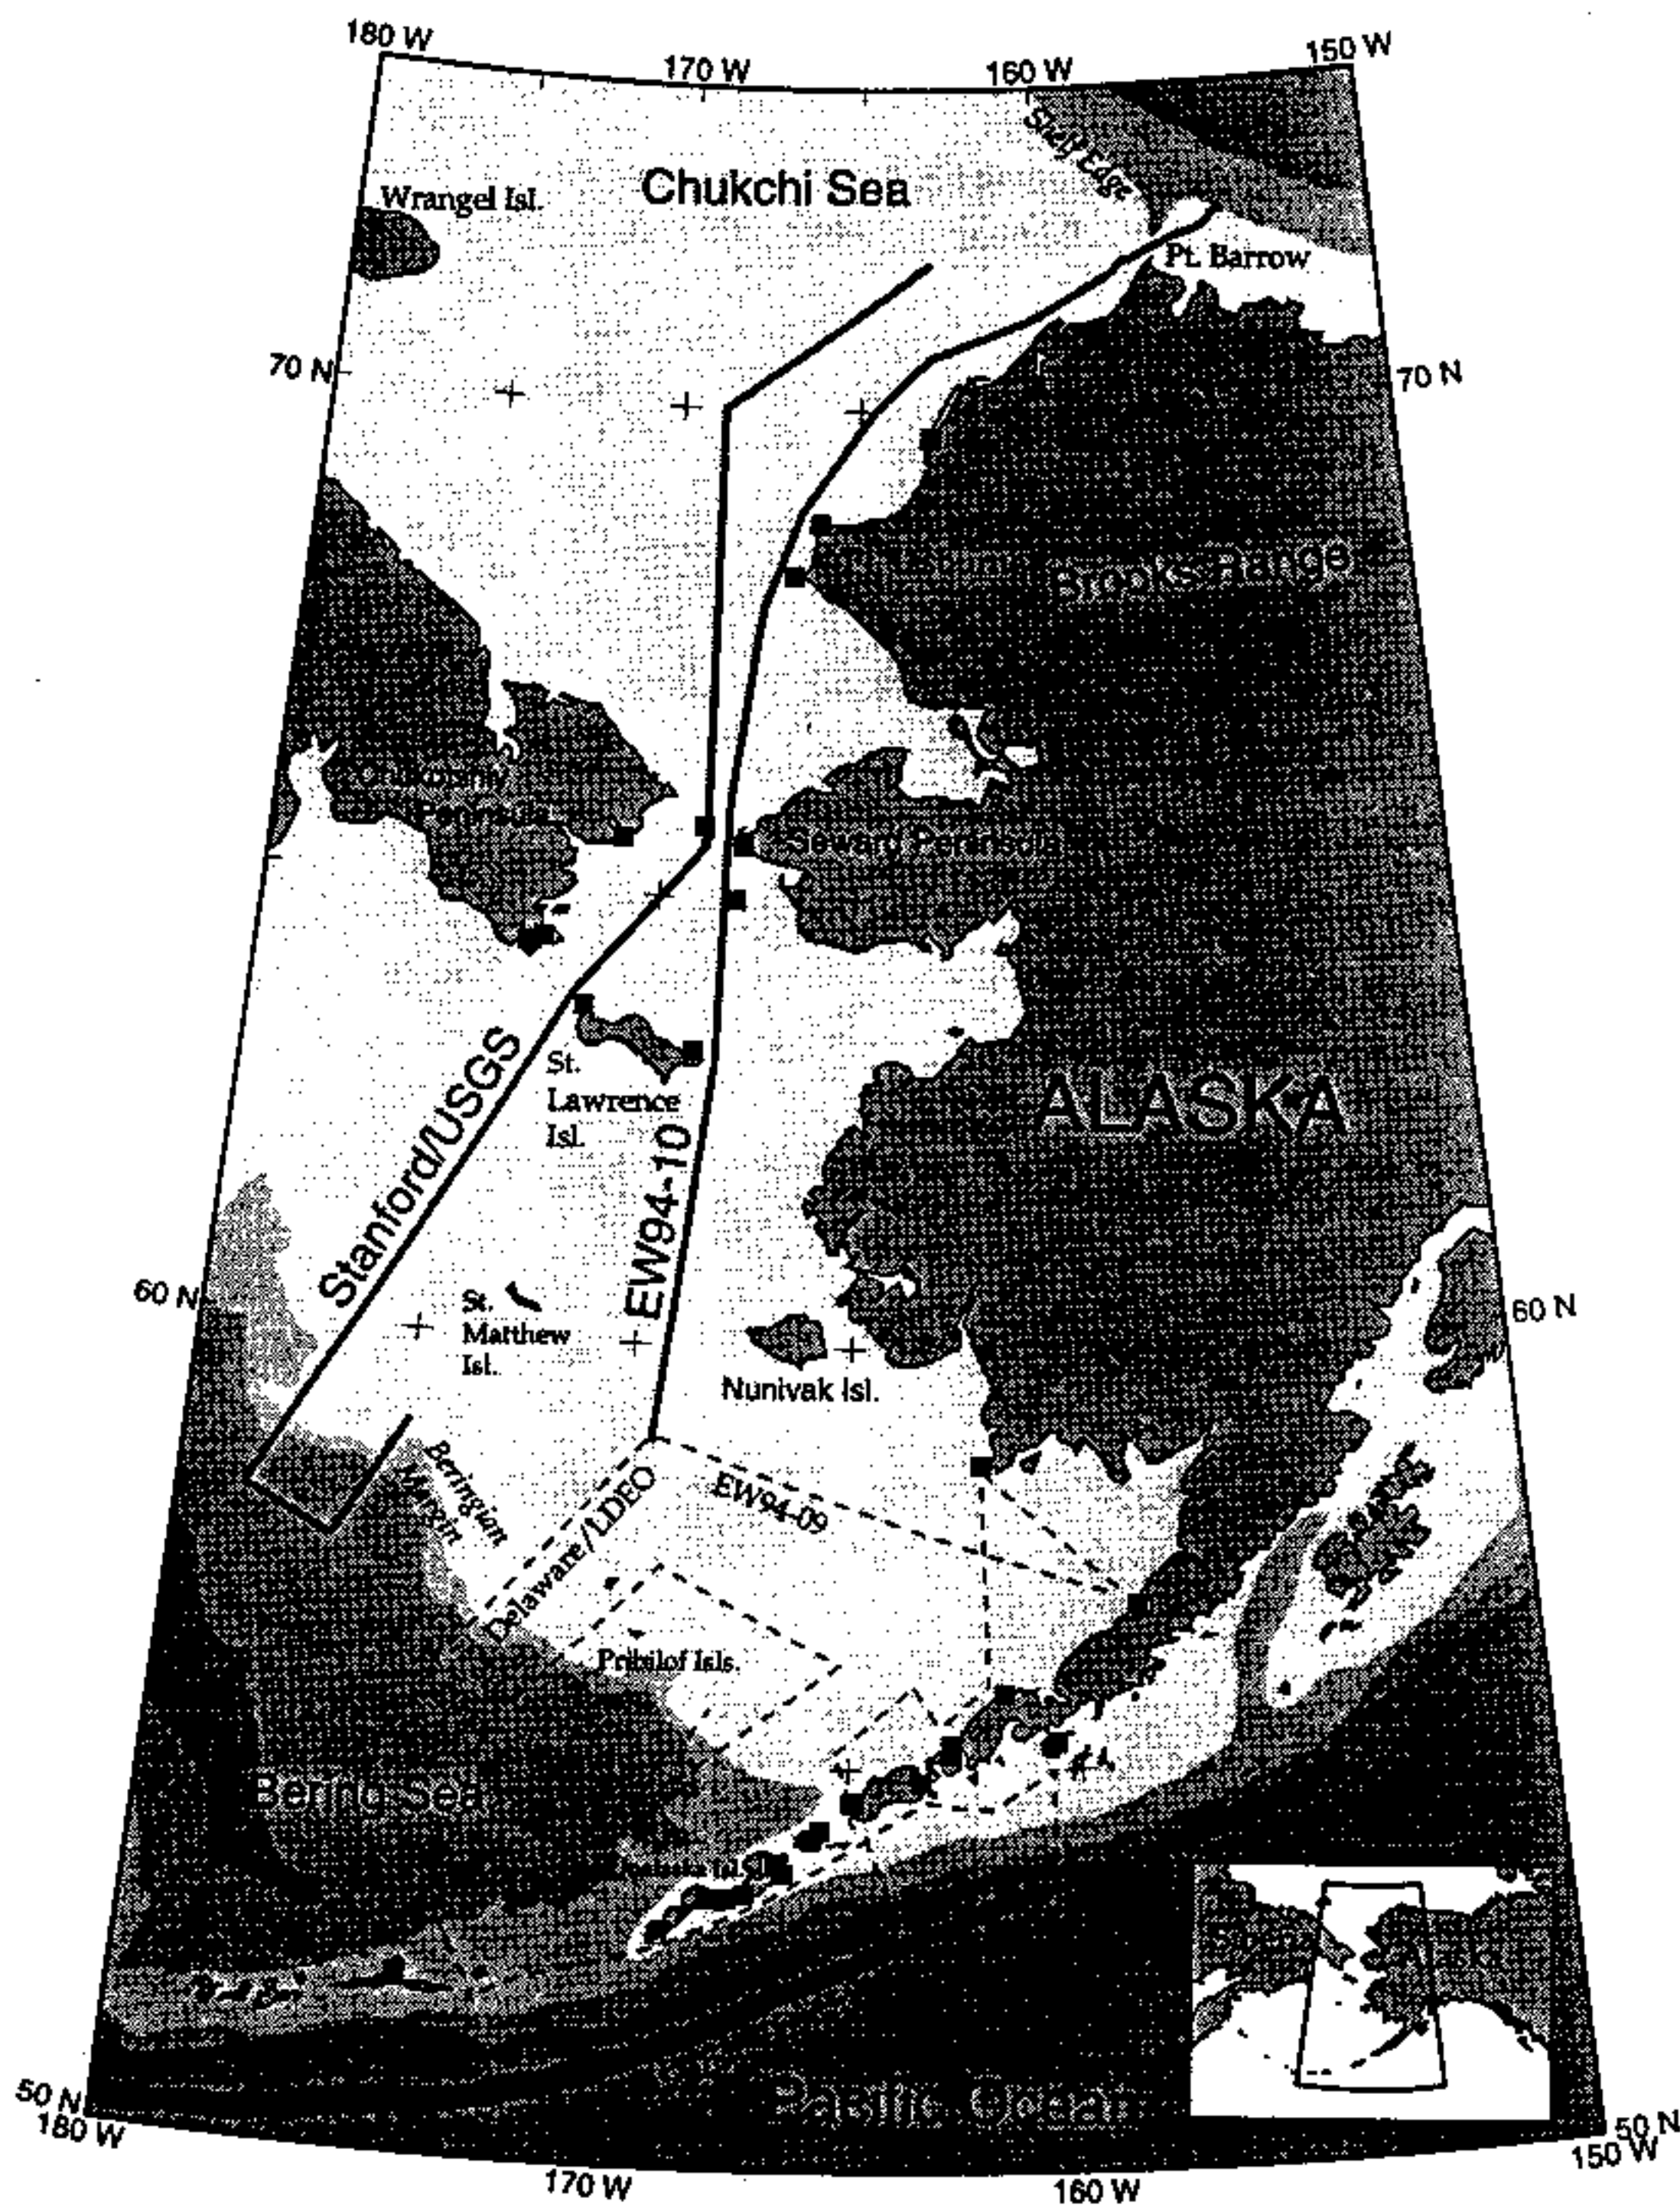 180 W
170 W
160 W
150 W
Shelf Edge
Wrangel Isl.
Chukchi Sea
Pt. Barrow
70 N
70 N
Brooks Range
Seward Peninsula
St.
Lawrence
Isl.
ALASKA
Stanford/USGS
EW94-10
60 N
60 N
St.
Matthew
Isl.
Nunivak Isl.
Beringian
Margin
EW94-09
Delaware/LDEO
Pribilof Isls.
Bering Sea
Alaska
Pacific Ocean
50 N
180 W
170 W
160 W
50 N
150 W